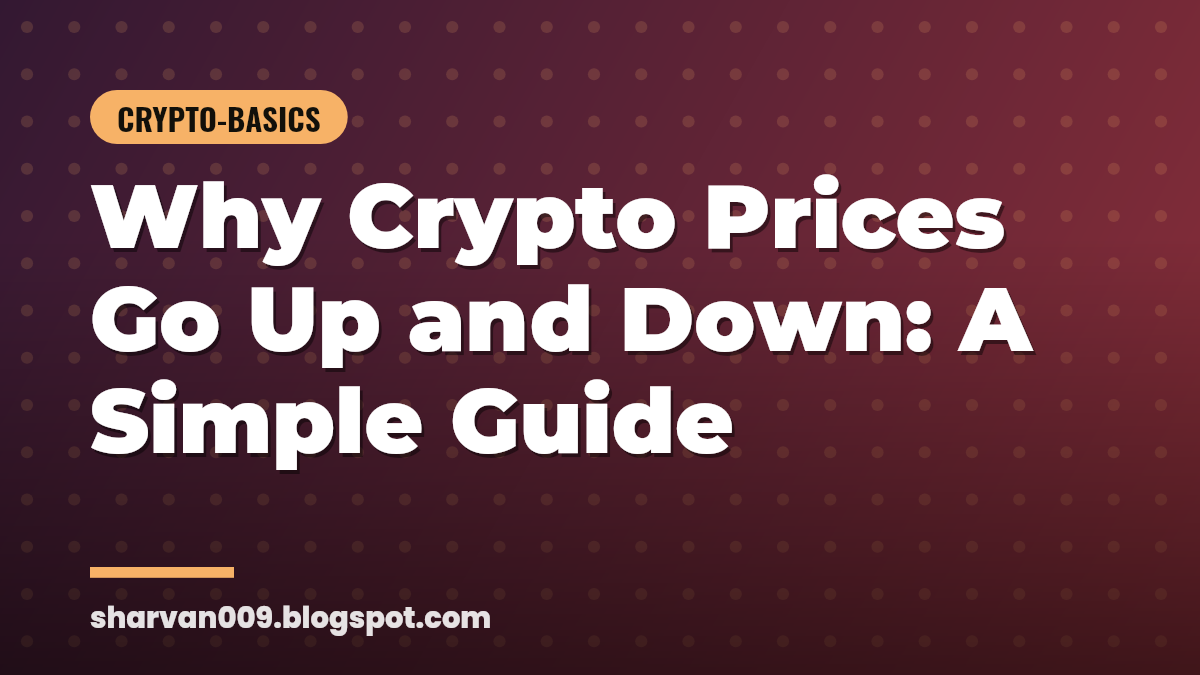 CRYPTO-BASICS
Why Crypto Prices
Go Up and Down: A
Simple Guide
sharvan009.blogspot.com